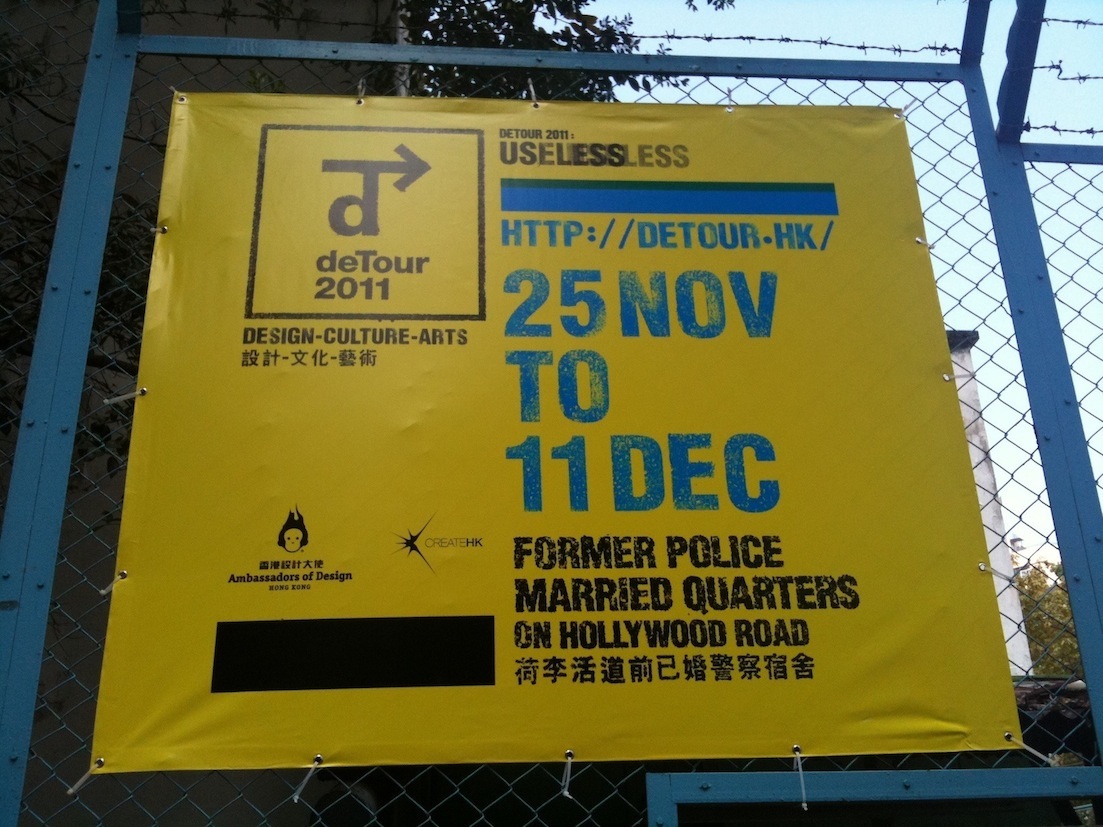 dT
deTour
2011
DESIGN-CULTURE-ARTS
設計-文化-藝術
DETOUR 2011:
USELESSLESS
HTTP://DETOUR.HK/
25 NOV
TO
11 DEC
香港設計大使
Ambassadors of Design
HONG KONG
CREATEHK
FORMER POLICE
MARRIED QUARTERS
ON HOLLYWOOD ROAD
荷李活道前已婚警察宿舍